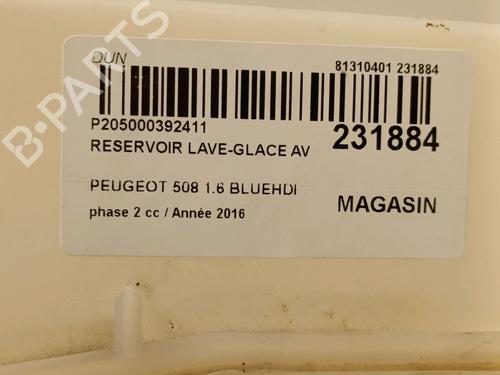 DUN
81310401 231884
P205000392411
231884
RESERVOIR LAVE-GLACE AV
PEUGEOT 508 1.6 BLUEHDI
MAGASIN
phase 2 cc / Année 2016
B-PARTS